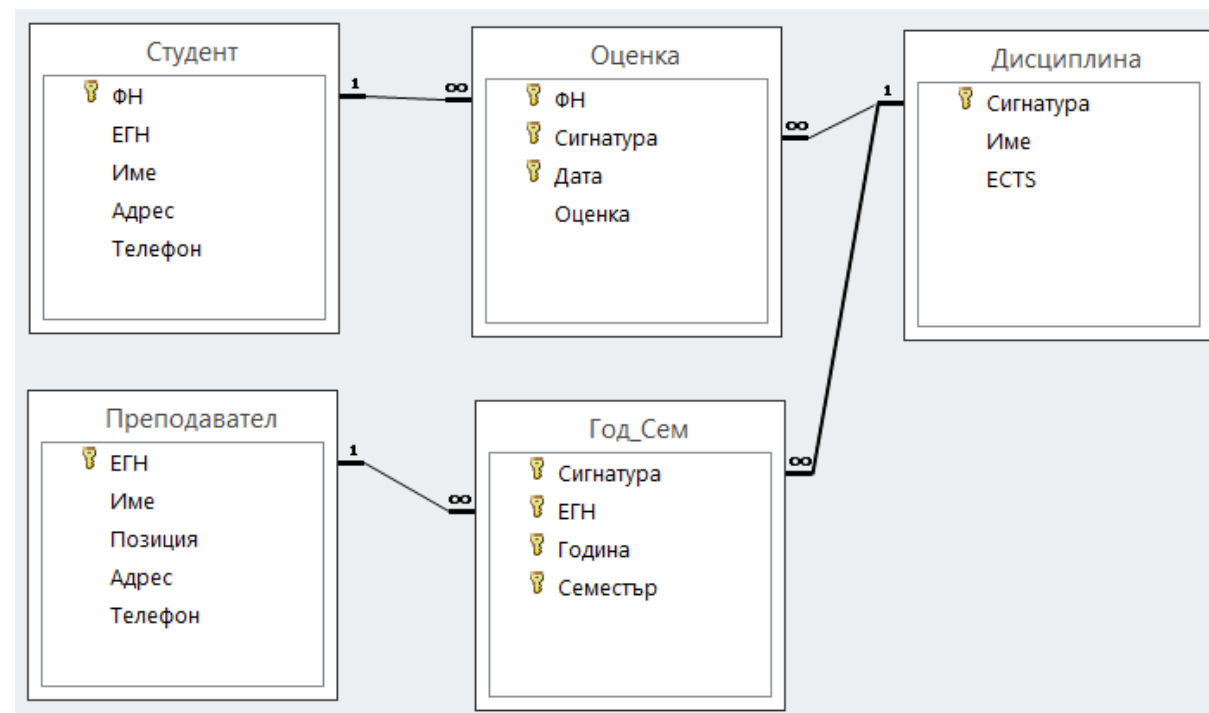 Студент
ФН
ЕГН
Име
Адрес
Телефон
1
∞
Оценка
ФН
Сигнатура
Дата
Оценка
∞
1
Дисциплина
Сигнатура
Име
ECTS
Преподавател
ЕГН
Име
Позиция
Адрес
Телефон
1
∞
Год_Сем
Сигнатура
ЕГН
Година
Семестър
∞